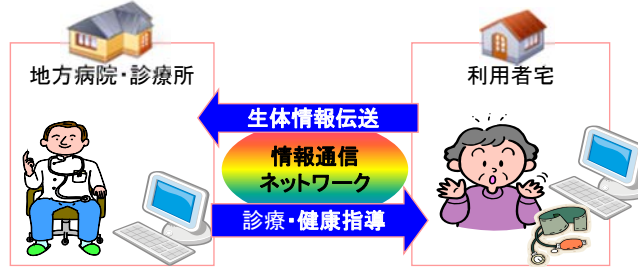 地方病院・診療所
利用者宅
生体情報伝送
情報通信
ネットワーク
診療・健康指導